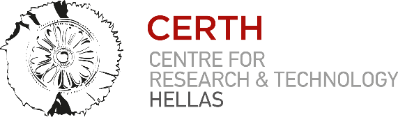 CERTH
CENTRE FOR
RESEARCH & TECHNOLOGY
HELLAS